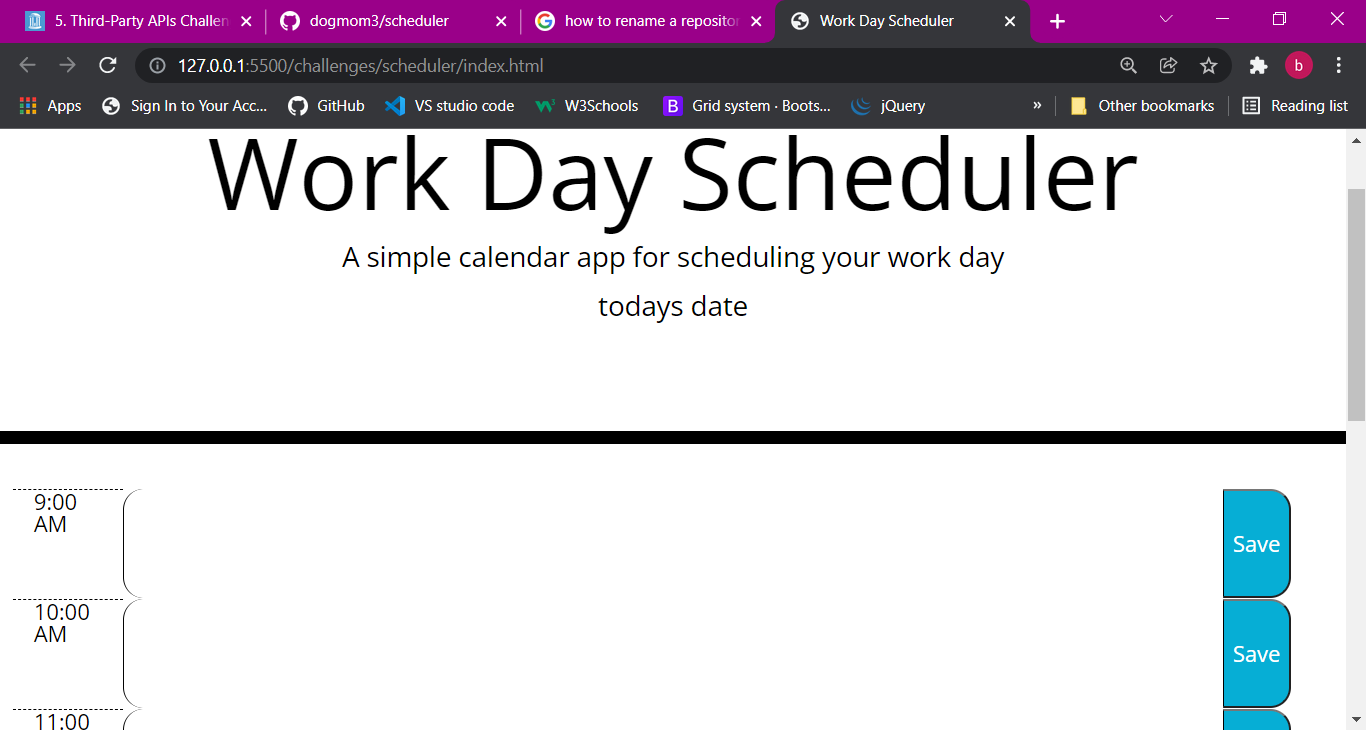 5. Third-Party APIs Challen
dogmom3/scheduler
how to rename a repositor
Work Day Scheduler
127.0.0.1:5500/challenges/scheduler/index.html
b
Apps
Sign In to Your Acc...
GitHub
VS studio code
W3Schools
B
Grid system · Boots...
jQuery
»
Other bookmarks
Reading list
Work Day Scheduler
A simple calendar app for scheduling your work day
todays date
9:00
AM
Save
10:00
AM
Save
11:00